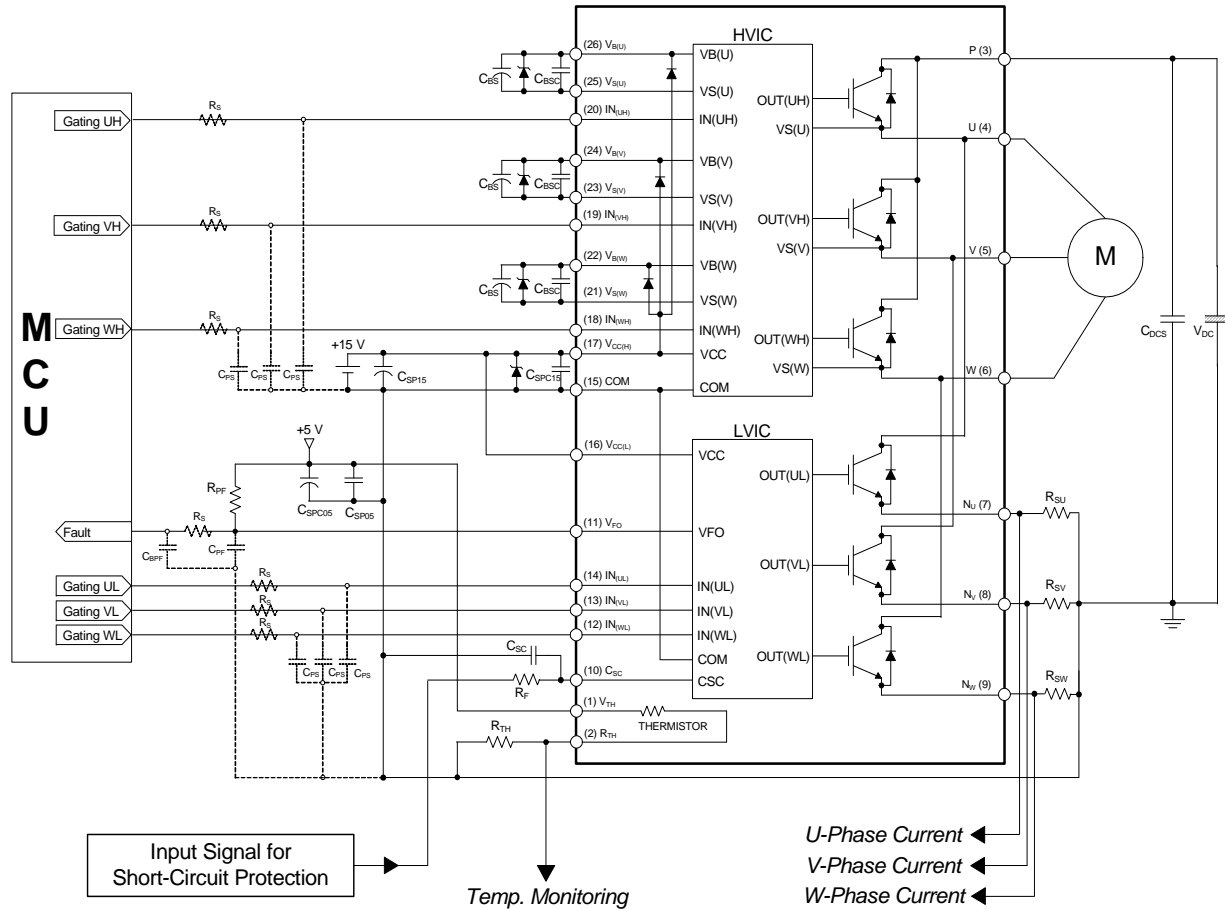 HVIC
(26) VB(U)
VB(U)
P (3)
CBS
CBSC
(25) VS(U)
VS(U)
OUT(UH)
RS
Gating UH
(20) IN(UH)
IN(UH)
VS(U)
U (4)
(24) VB(V)
VB(V)
CBS
CBSC
(23) VS(V)
VS(V)
OUT(VH)
RS
Gating VH
(19) IN(VH)
IN(VH)
VS(V)
V (5)
M
(22) VB(W)
VB(W)
CBS
CBSC
(21) VS(W)
VS(W)
RS
Gating WH
(18) IN(WH)
IN(WH)
OUT(WH)
CDCS
VDC
MCU
+15 V
(17) VCC(H)
VCC
CPS
CPS
CPS
CSP15
CSPC15
VS(W)
W (6)
(15) COM
COM
LVIC
+5 V
(16) VCC(L)
VCC
OUT(UL)
RPF
CSPC05
CSP05
NU (7)
RSU
RS
Fault
(11) VFO
VFO
CBPF
CPF
OUT(VL)
RS
Gating UL
(14) IN(UL)
IN(UL)
RS
Gating VL
(13) IN(VL)
IN(VL)
NV (8)
RSV
RS
Gating WL
(12) IN(WL)
IN(WL)
CPS
CPS
CPS
CSC
COM
OUT(WL)
(10) CSC
CSC
RF
NW (9)
RSW
(1) VTH
THERMISTOR
RTH
(2) RTH
U-Phase Current
Input Signal for
Short-Circuit Protection
V-Phase Current
Temp. Monitoring
W-Phase Current